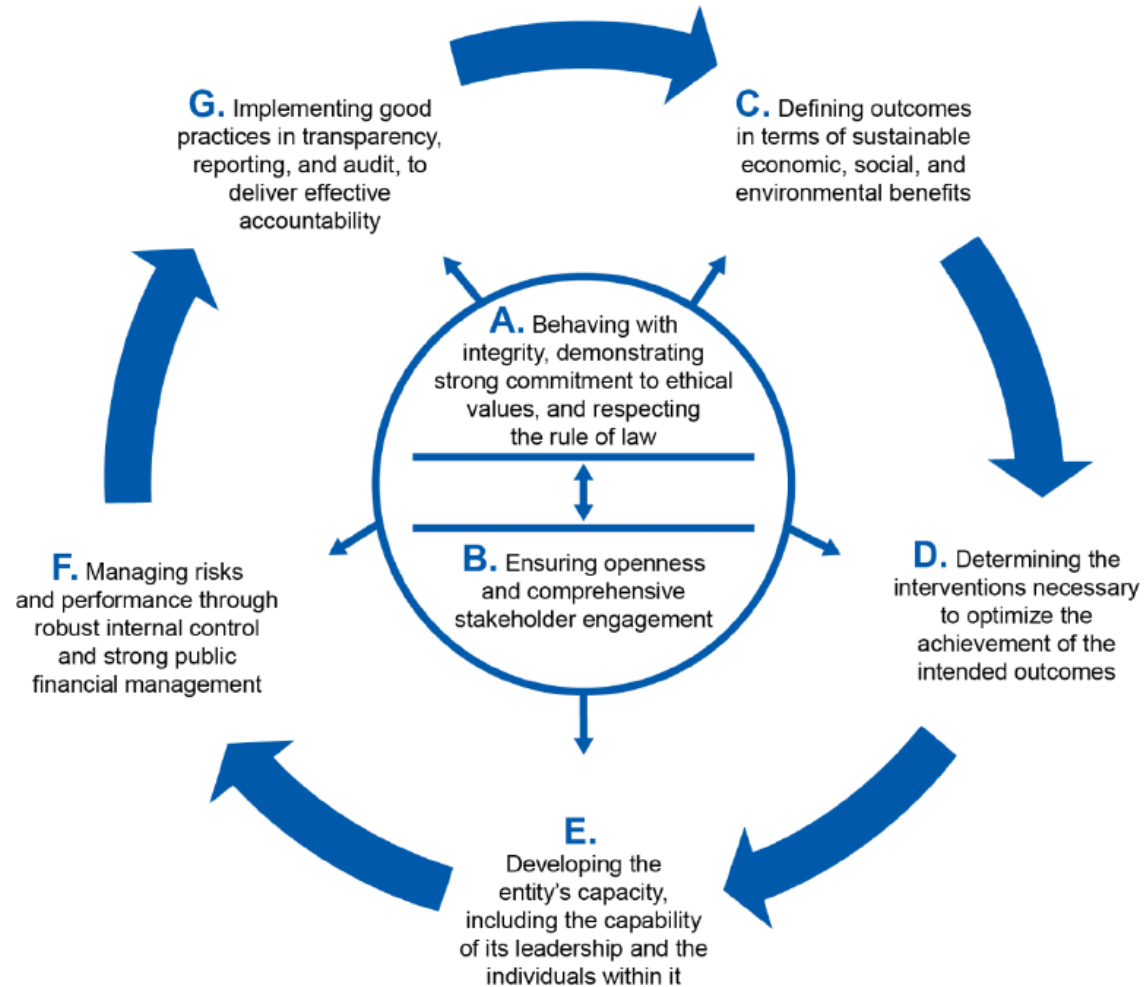 G. Implementing good
practices in transparency,
reporting, and audit, to
deliver effective
accountability
C. Defining outcomes
in terms of sustainable
economic, social, and
environmental benefits
A. Behaving with
integrity, demonstrating
strong commitment to ethical
values, and respecting
the rule of law
B. Ensuring openness
and comprehensive
stakeholder engagement
F. Managing risks
and performance through
robust internal control
and strong public
financial management
D. Determining the
interventions necessary
to optimize the
achievement of the
intended outcomes
E.
Developing the
entity's capacity,
including the capability
of its leadership and the
individuals within it